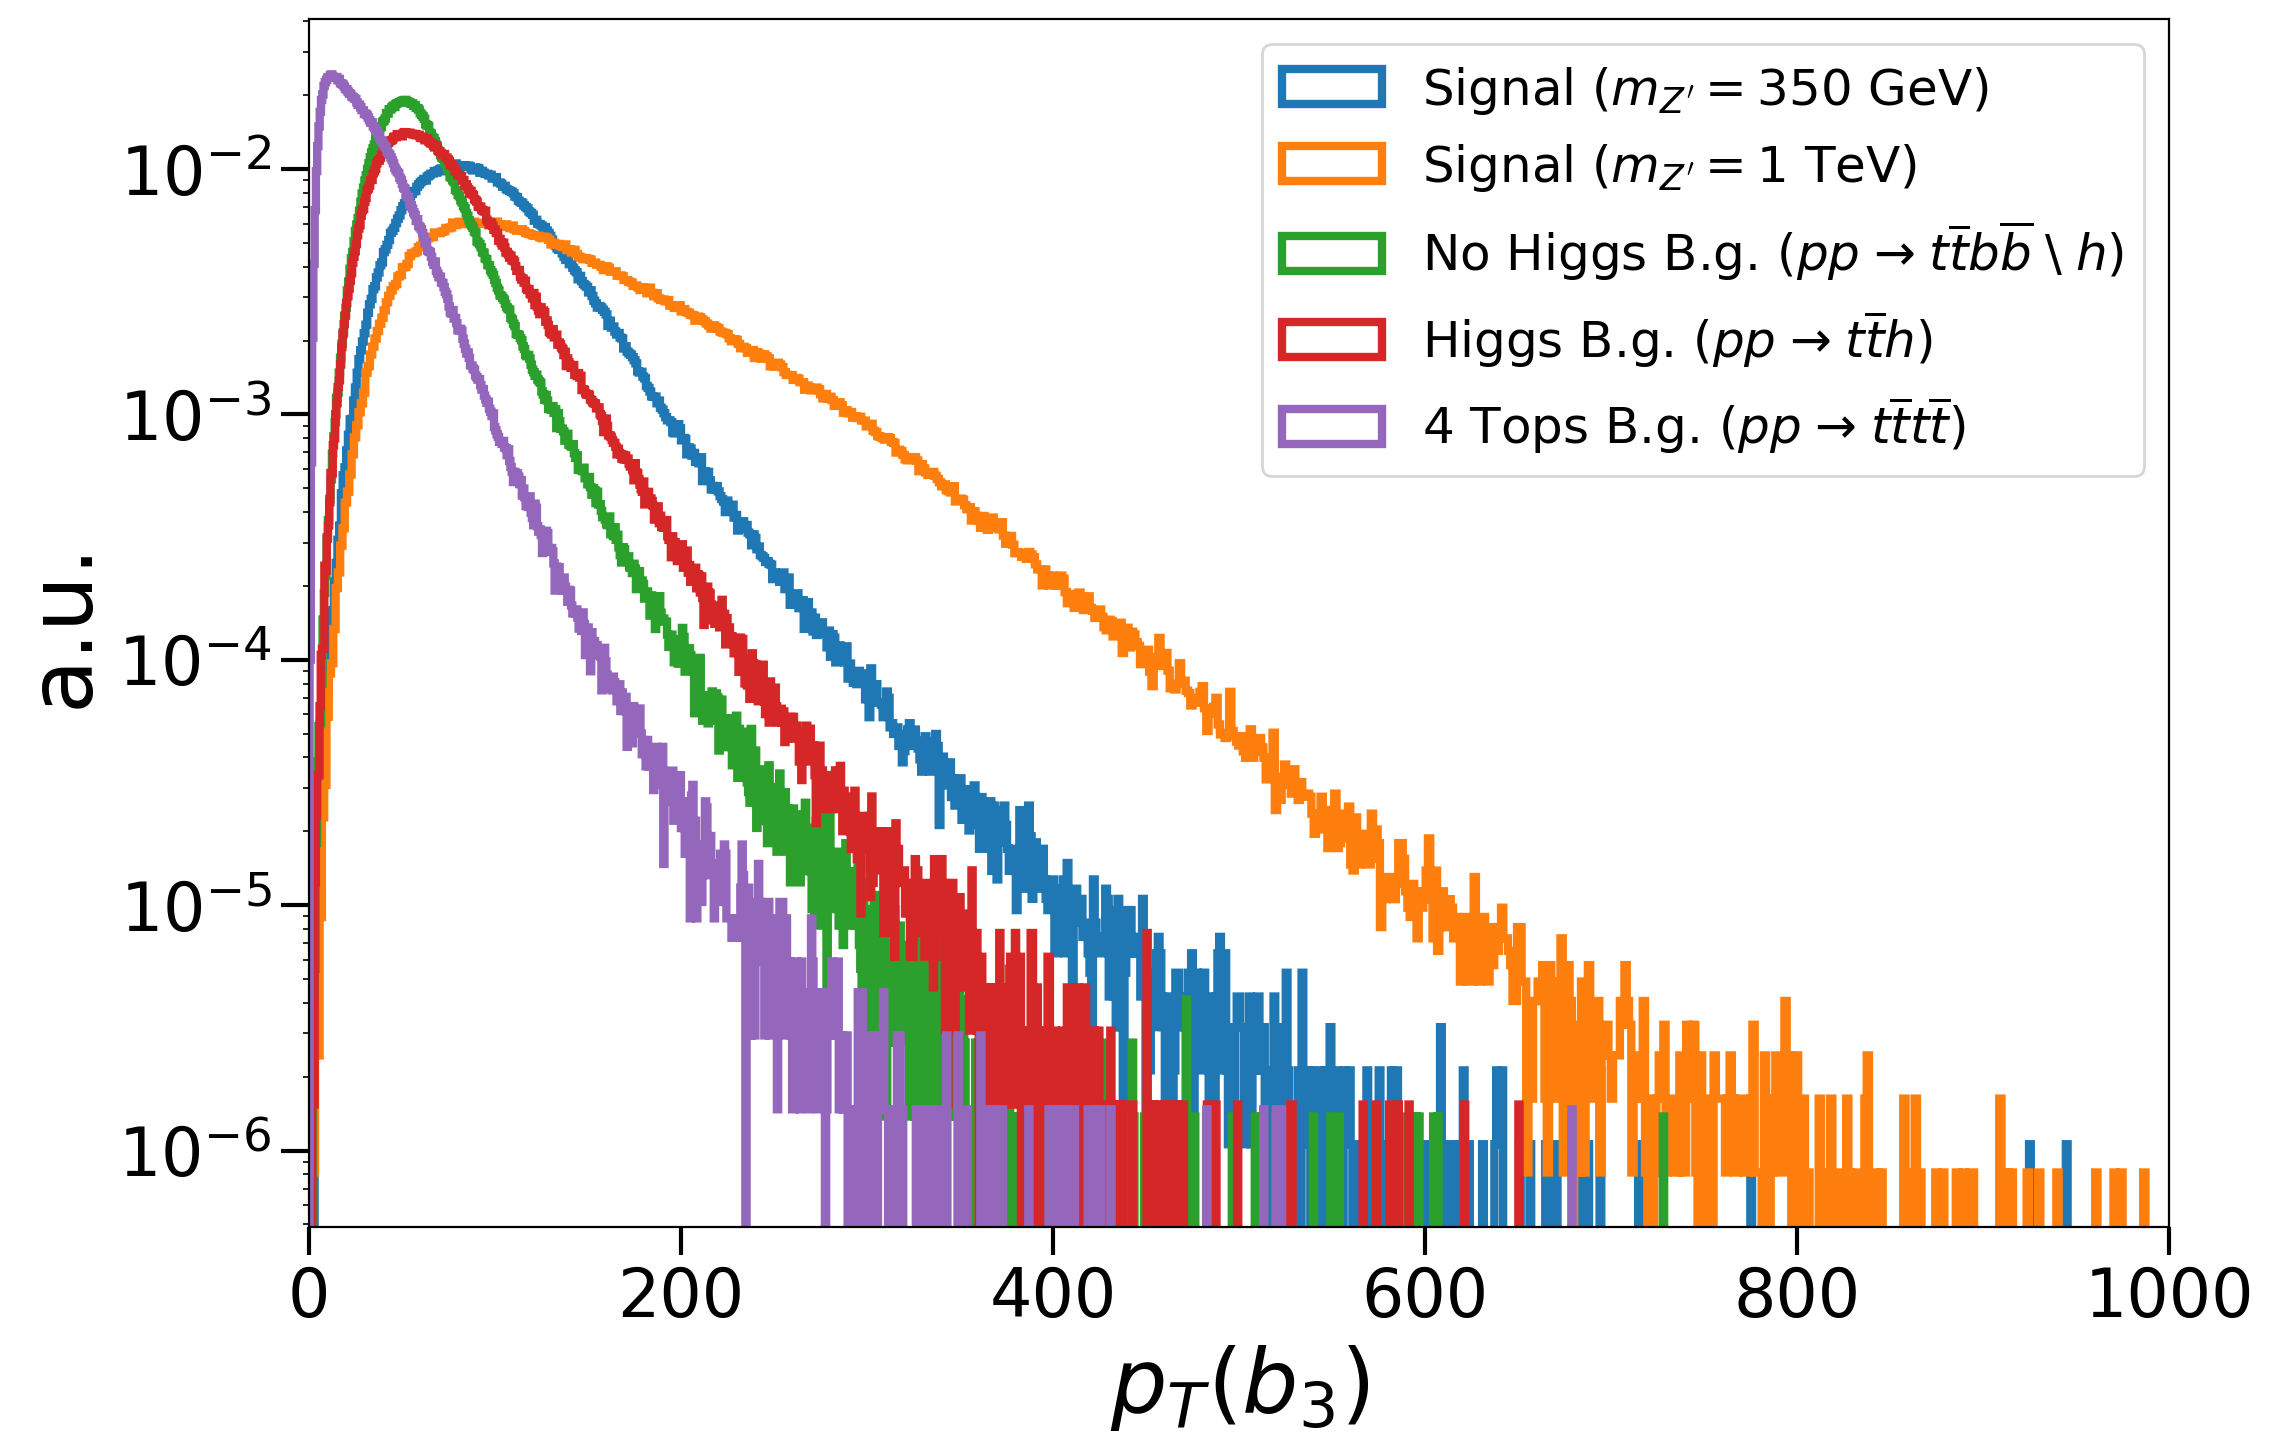 Signal (m_{Z′} = 350 GeV)
Signal (m_{Z′} = 1 TeV)
No Higgs B.g. (pp → tt̅bb̅ \ h)
Higgs B.g. (pp → tt̅h)
4 Tops B.g. (pp → tt̅tt̅)
a.u.
10⁻²
10⁻³
10⁻⁴
10⁻⁵
10⁻⁶
0 200 400 600 800 1000
p_T(b₃)